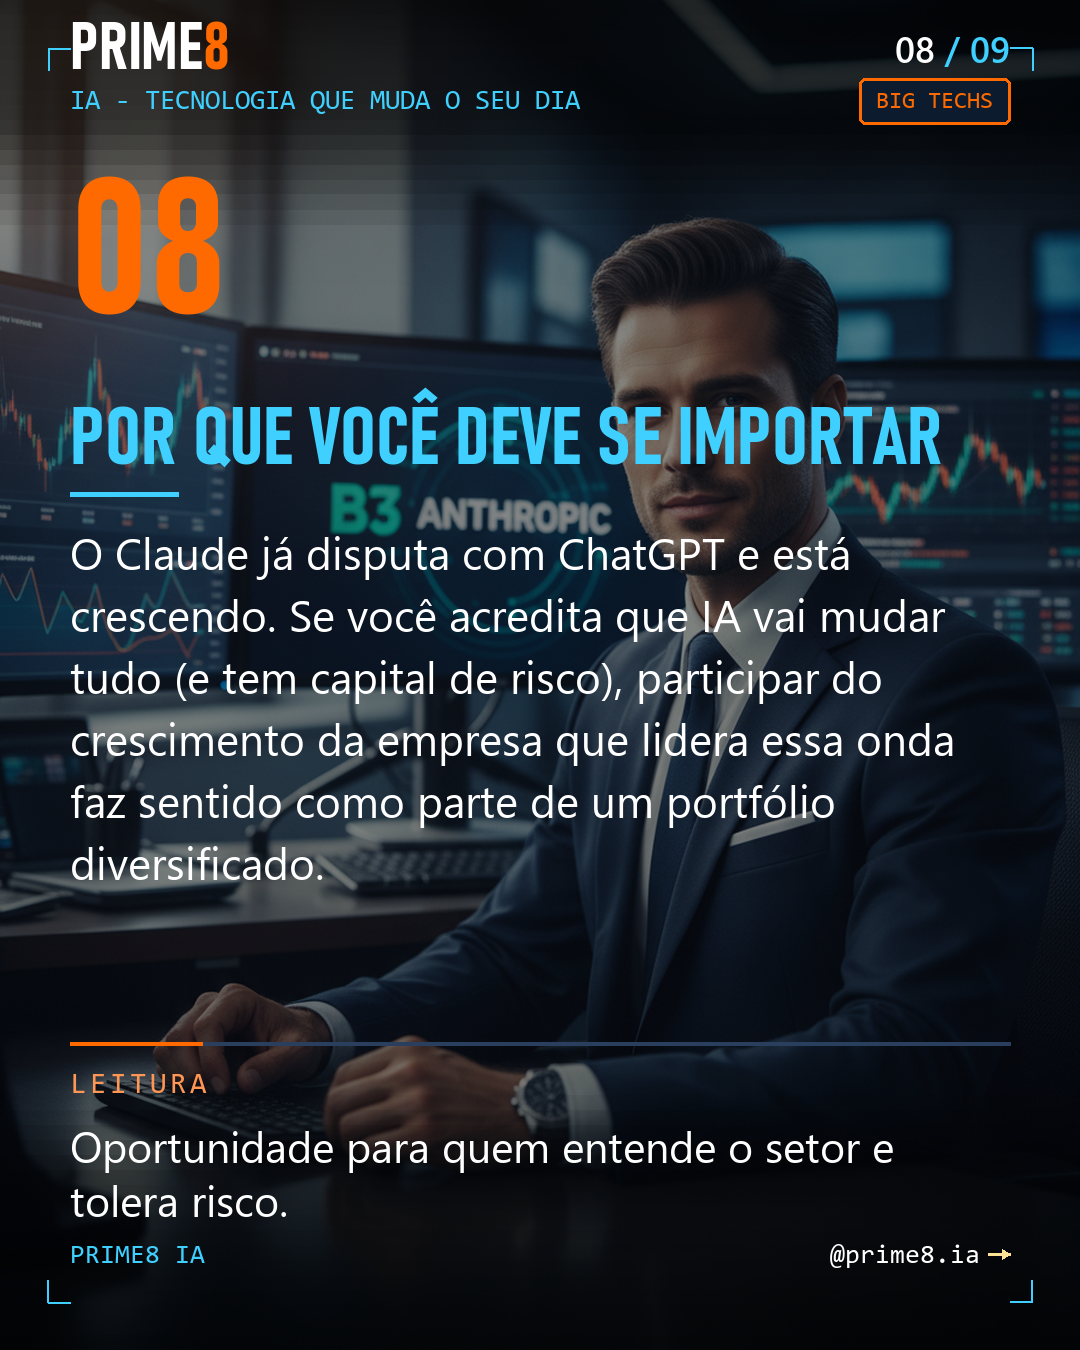 PRIME8
08 / 09
IA - TECNOLOGIA QUE MUDA O SEU DIA
BIG TECHS
08
POR QUE VOCÊ DEVE SE IMPORTAR
B3 ANTHROPIC
O Claude já disputa com ChatGPT e está
crescendo. Se você acredita que IA vai mudar
tudo (e tem capital de risco), participar do
crescimento da empresa que lidera essa onda
faz sentido como parte de um portfólio
diversificado.
LEITURA
Oportunidade para quem entende o setor e
tolera risco.
PRIME8 IA
@prime8.ia